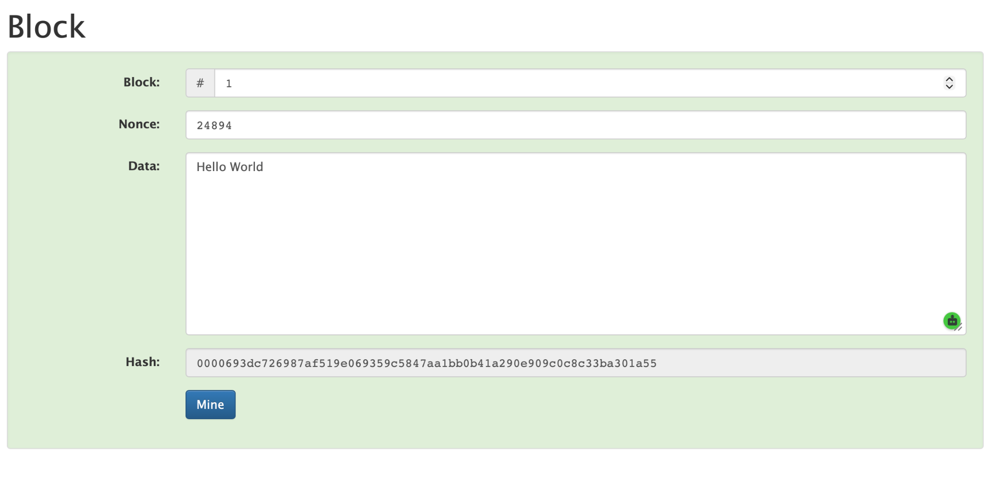 Block
Block:
# 1
Nonce:
24894
Data:
Hello World
Hash:
0000693dc726987af519e069359c5847aa1bb0b41a290e909c0c8c33ba301a55
Mine